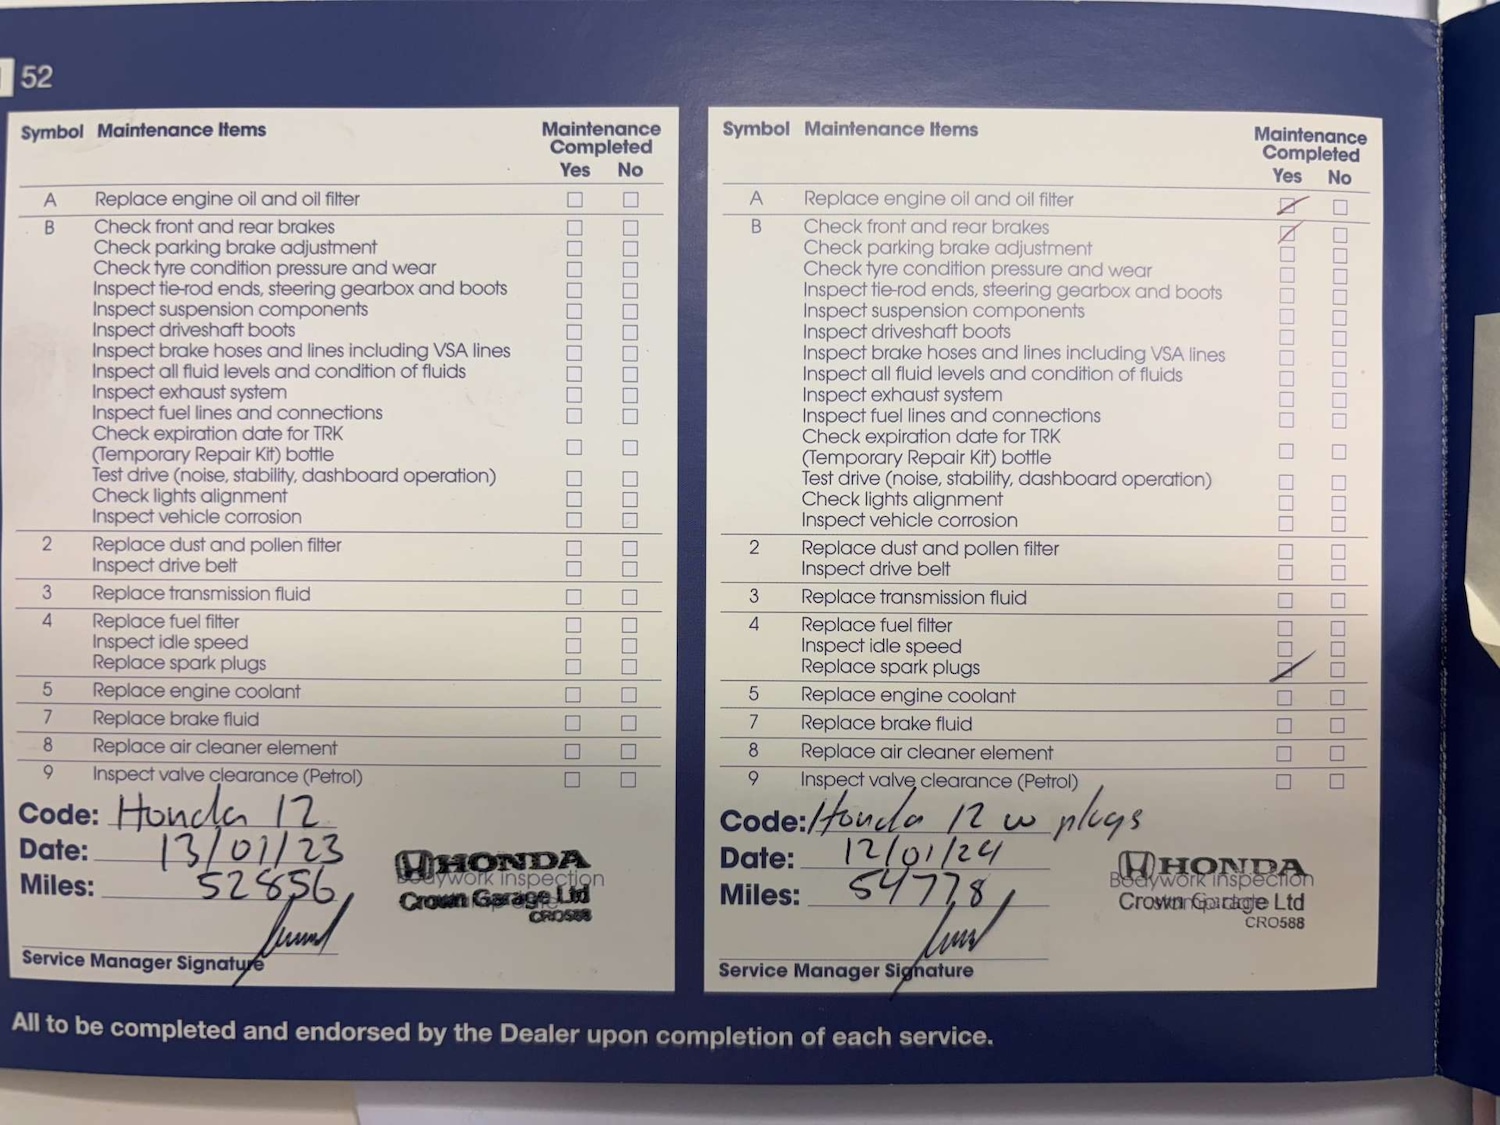 52
Symbol Maintenance Items Maintenance Completed
Yes No
A Replace engine oil and oil filter
B Check front and rear brakes
Check parking brake adjustment
Check tyre condition pressure and wear
Inspect tie-rod ends, steering gearbox and boots
Inspect suspension components
Inspect driveshaft boots
Inspect brake hoses and lines including VSA lines
Inspect all fluid levels and condition of fluids
Inspect exhaust system
Inspect fuel lines and connections
Check expiration date for TRK
(Temporary Repair Kit) bottle
Test drive (noise, stability, dashboard operation)
Check lights alignment
Inspect vehicle corrosion
2 Replace dust and pollen filter
Inspect drive belt
3 Replace transmission fluid
4 Replace fuel filter
Inspect idle speed
Replace spark plugs
5 Replace engine coolant
7 Replace brake fluid
8 Replace air cleaner element
9 Inspect valve clearance (Petrol)
Code: Honda 12
Date: 13/01/23
Miles: 52856
HONDA
Bodywork Inspection
Crown Garage Ltd
CRO588
Service Manager Signature
Symbol Maintenance Items Maintenance Completed
Yes No
A Replace engine oil and oil filter
B Check front and rear brakes
Check parking brake adjustment
Check tyre condition pressure and wear
Inspect tie-rod ends, steering gearbox and boots
Inspect suspension components
Inspect driveshaft boots
Inspect brake hoses and lines including VSA lines
Inspect all fluid levels and condition of fluids
Inspect exhaust system
Inspect fuel lines and connections
Check expiration date for TRK
(Temporary Repair Kit) bottle
Test drive (noise, stability, dashboard operation)
Check lights alignment
Inspect vehicle corrosion
2 Replace dust and pollen filter
Inspect drive belt
3 Replace transmission fluid
4 Replace fuel filter
Inspect idle speed
Replace spark plugs
5 Replace engine coolant
7 Replace brake fluid
8 Replace air cleaner element
9 Inspect valve clearance (Petrol)
Code: Honda 12 w plugs
Date: 12/01/24
Miles: 54778
HONDA
Bodywork Inspection
Crown Garage Ltd
CRO588
Service Manager Signature
All to be completed and endorsed by the Dealer upon completion of each service.